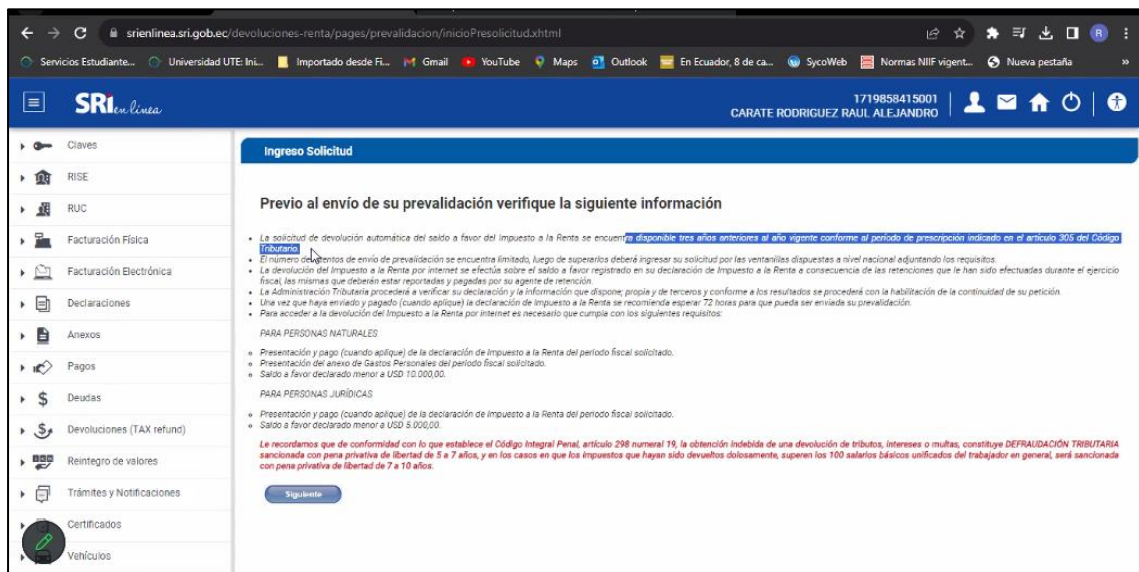 srienlinea.sri.gob.ec/devoluciones-renta/pages/prevalidacion/inicioPresolicitud.xhtml
R
Servicios Estudiante... Universidad UTE: Ini... Importado desde Fi... Gmail YouTube Maps Outlook En Ecuador, 8 de ca... SycoWeb Normas NIIF vigent... Nueva pestaña »
SRi en línea
1719858415001
CARATE RODRIGUEZ RAUL ALEJANDRO
Claves
RISE
RUC
Facturación Física
Facturación Electrónica
Declaraciones
Anexos
Pagos
Deudas
Devoluciones (TAX refund)
Reintegro de valores
Trámites y Notificaciones
Certificados
Vehículos
Ingreso Solicitud
Previo al envío de su prevalidación verifique la siguiente información
La solicitud de devolución automática del saldo a favor del Impuesto a la Renta se encuentra disponible tres años anteriores al año vigente conforme al período de prescripción indicado en el artículo 305 del Código
Tributario.
El número de intentos de envío de prevalidación se encuentra limitado, luego de superarlos deberá ingresar su solicitud por las ventanillas dispuestas a nivel nacional adjuntando los requisitos.
La devolución del Impuesto a la Renta por internet se efectúa sobre el saldo a favor registrado en su declaración de Impuesto a la Renta a consecuencia de las retenciones que le han sido efectuadas durante el ejercicio
fiscal, las mismas que deberán estar reportadas y pagadas por su agente de retención.
La Administración Tributaria procederá a verificar su declaración y la información que dispone; propia y de terceros y conforme a los resultados se procederá con la habilitación de la continuidad de su petición.
Una vez que haya enviado y pagado (cuando aplique) la declaración de Impuesto a la Renta se recomienda esperar 72 horas para que pueda ser enviada su prevalidación.
Para acceder a la devolución del Impuesto a la Renta por internet es necesario que cumpla con los siguientes requisitos:
PARA PERSONAS NATURALES
Presentación y pago (cuando aplique) de la declaración de Impuesto a la Renta del período fiscal solicitado.
Presentación del anexo de Gastos Personales del período fiscal solicitado.
Saldo a favor declarado menor a USD 10.000,00.
PARA PERSONAS JURÍDICAS
Presentación y pago (cuando aplique) de la declaración de Impuesto a la Renta del período fiscal solicitado.
Saldo a favor declarado menor a USD 5.000,00.
Le recordamos que de conformidad con lo que establece el Código Integral Penal, artículo 298 numeral 19, la obtención indebida de una devolución de tributos, intereses o multas, constituye DEFRAUDACIÓN TRIBUTARIA
sancionada con pena privativa de libertad de 5 a 7 años, y en los casos en que los impuestos que hayan sido devueltos dolosamente, superen los 100 salarios básicos unificados del trabajador en general, será sancionada
con pena privativa de libertad de 7 a 10 años.
Siguiente